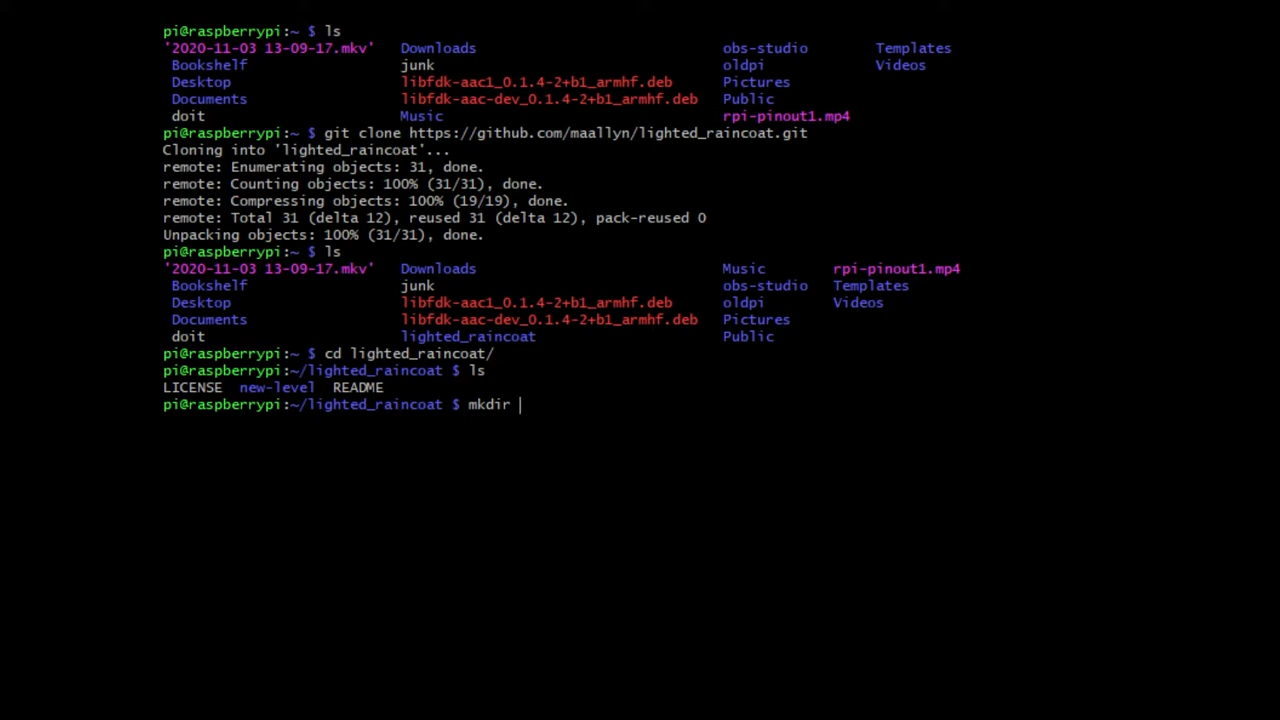 pi@raspberrypi:~ $ ls
'2020-11-03 13-09-17.mkv' Downloads obs-studio Templates
Bookshelf junk oldpi Videos
Desktop libfdk-aac1_0.1.4-2+b1_armhf.deb Pictures
Documents libfdk-aac-dev_0.1.4-2+b1_armhf.deb Public
doit Music rpi-pinout1.mp4
pi@raspberrypi:~ $ git clone https://github.com/maallyn/lighted_raincoat.git
Cloning into 'lighted_raincoat'...
remote: Enumerating objects: 31, done.
remote: Counting objects: 100% (31/31), done.
remote: Compressing objects: 100% (19/19), done.
remote: Total 31 (delta 12), reused 31 (delta 12), pack-reused 0
Unpacking objects: 100% (31/31), done.
pi@raspberrypi:~ $ ls
'2020-11-03 13-09-17.mkv' Downloads Music rpi-pinout1.mp4
Bookshelf junk obs-studio Templates
Desktop libfdk-aac1_0.1.4-2+b1_armhf.deb oldpi Videos
Documents libfdk-aac-dev_0.1.4-2+b1_armhf.deb Pictures
doit lighted_raincoat Public
pi@raspberrypi:~ $ cd lighted_raincoat/
pi@raspberrypi:~/lighted_raincoat $ ls
LICENSE new-level README
pi@raspberrypi:~/lighted_raincoat $ mkdir